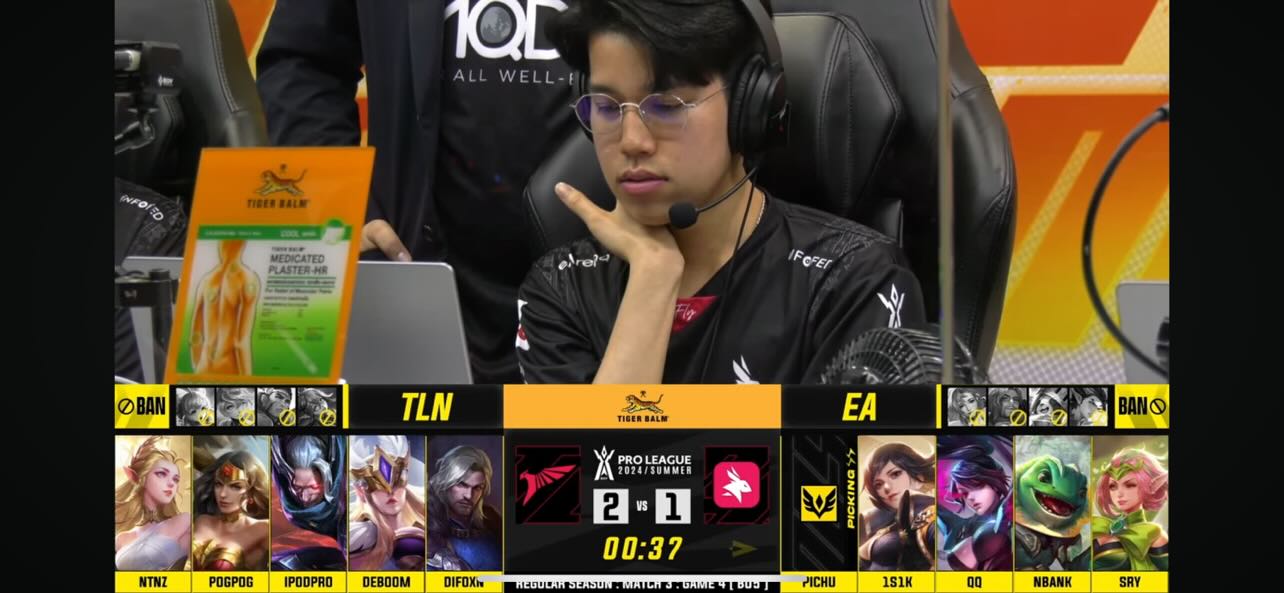 MQD
ALL WELL-
INFOFED
TIGER BALM
COOL
TIGER BALM
MEDICATED
PLASTER-HR
INFOFED
Fly
BAN
TLN
TIGER BALM
EA
BAN
PRO LEAGUE
2024/SUMMER
2 VS 1
00:37
PICKING
NTNZ
POGPOG
IPODPRO
DEBOOM
DIFOXN
REGULAR SEASON : MATCH 3 : GAME 4 [ BO5 ]
PICHU
1S1K
QQ
NBANK
SRY